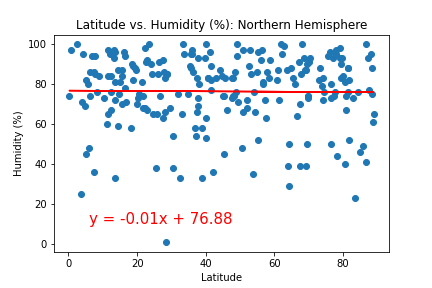 Latitude vs. Humidity (%): Northern Hemisphere
100
80
60
40
20
0
Humidity (%)
y = -0.01x + 76.88
0 20 40 60 80
Latitude